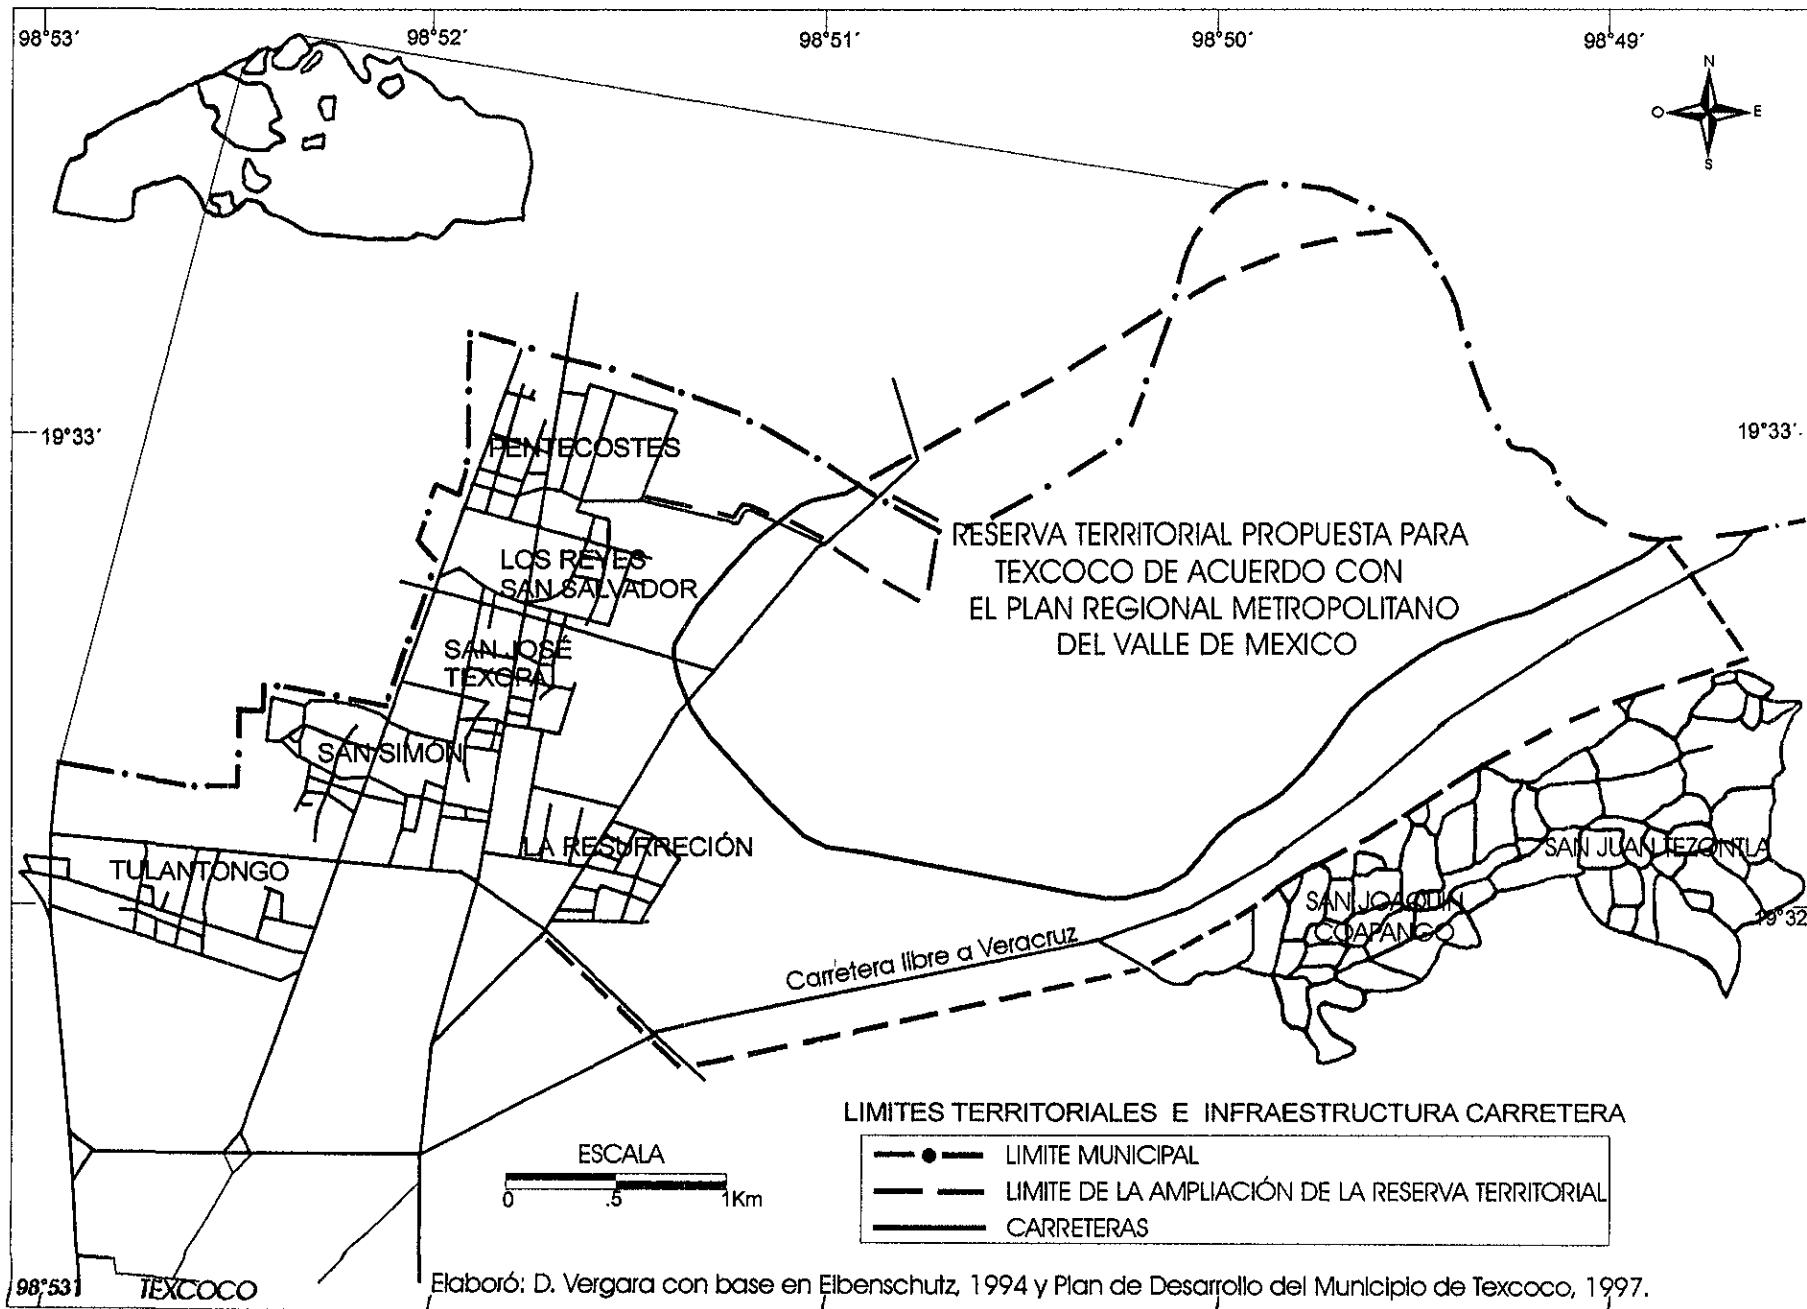 98°53´
98°52´
98°51´
98°50´
98°49´
N
O
E
S
19°33´
19°33´
PENTECOSTES
LOS REYES
SAN SALVADOR
RESERVA TERRITORIAL PROPUESTA PARA
TEXCOCO DE ACUERDO CON
EL PLAN REGIONAL METROPOLITANO
DEL VALLE DE MEXICO
SAN JOSÉ
TEXOPA
SAN SIMÓN
LA RESURRECIÓN
TULANTONGO
SAN JUAN TEZONTLA
SAN JOAQUIN
COAPANGO
19°32
Carretera libre a Veracruz
LIMITES TERRITORIALES E INFRAESTRUCTURA CARRETERA
LIMITE MUNICIPAL
LIMITE DE LA AMPLIACIÓN DE LA RESERVA TERRITORIAL
CARRETERAS
ESCALA
0 .5 1Km
98°53´
TEXCOCO
Elaboró: D. Vergara con base en Eibenschutz, 1994 y Plan de Desarrollo del Municipio de Texcoco, 1997.